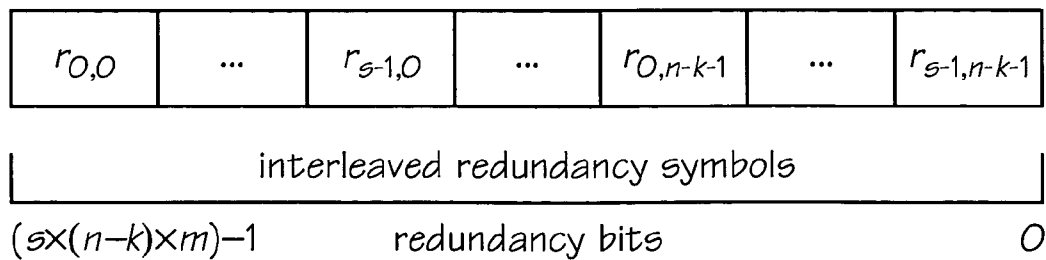 r0,0 ... rs-1,0 ... r0,n-k-1 ... rs-1,n-k-1
interleaved redundancy symbols
(s×(n-k)×m)-1 redundancy bits 0